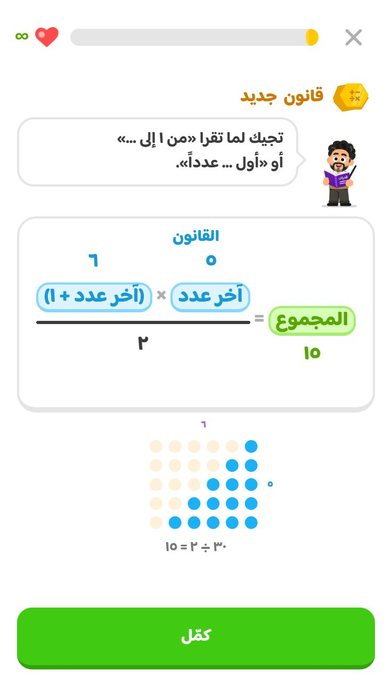 ∞
قانون جديد
تجيك لما تقرا «من ١ إلى ...»
أو «أول ... عدداً».
القانون
٥ ٦
المجموع = آخر عدد × (آخر عدد + ١)
٢
١٥
٦
٥
٣٠ ÷ ٢ = ١٥
كمّل